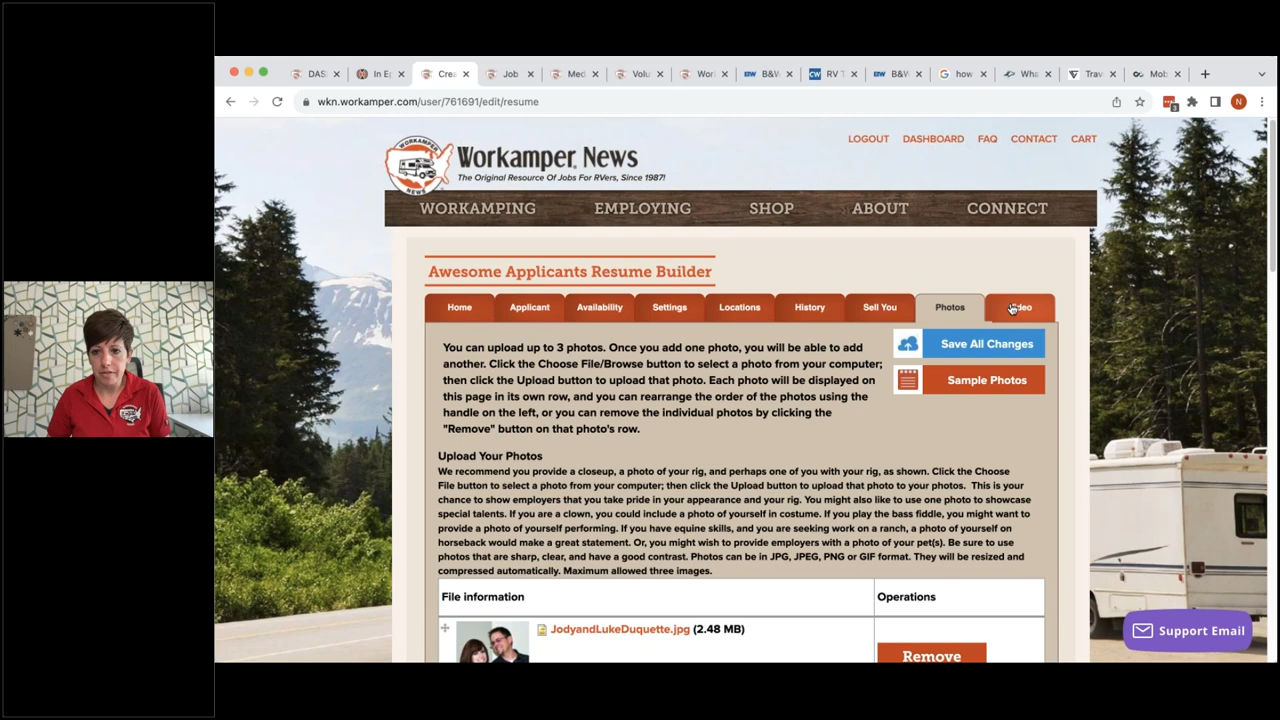 DAS
In E
Crea
Job
Med
Volu
Worl
B&W
RV T
B&W
how
Wha
Trav
Mob
wkn.workamper.com/user/761691/edit/resume
3
N
LOGOUT DASHBOARD FAQ CONTACT CART
WORKAMPER
NEWS
Workamper News
The Original Resource Of Jobs For RVers, Since 1987!
WORKAMPING EMPLOYING SHOP ABOUT CONNECT
Awesome Applicants Resume Builder
Home Applicant Availability Settings Locations History Sell You Photos
You can upload up to 3 photos. Once you add one photo, you will be able to add
another. Click the Choose File/Browse button to select a photo from your computer;
then click the Upload button to upload that photo. Each photo will be displayed on
this page in its own row, and you can rearrange the order of the photos using the
handle on the left, or you can remove the individual photos by clicking the
"Remove" button on that photo's row.
Save All Changes
Sample Photos
Upload Your Photos
We recommend you provide a closeup, a photo of your rig, and perhaps one of you with your rig, as shown. Click the Choose
File button to select a photo from your computer; then click the Upload button to upload that photo to your photos. This is your
chance to show employers that you take pride in your appearance and your rig. You might also like to use one photo to showcase
special talents. If you are a clown, you could include a photo of yourself in costume. If you play the bass fiddle, you might want to
provide a photo of yourself performing. If you have equine skills, and you are seeking work on a ranch, a photo of yourself on
horseback would make a great statement. Or, you might wish to provide employers with a photo of your pet(s). Be sure to use
photos that are sharp, clear, and have a good contrast. Photos can be in JPG, JPEG, PNG or GIF format. They will be resized and
compressed automatically. Maximum allowed three images.
File information Operations
JodyandLukeDuquette.jpg (2.48 MB)
Remove
Support Email